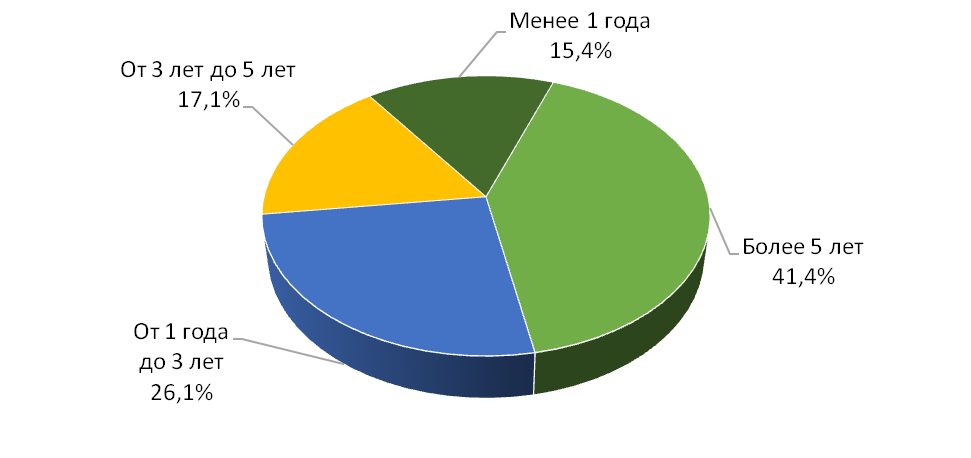 Менее 1 года
15,4%
От 3 лет до 5 лет
17,1%
Более 5 лет
41,4%
От 1 года
до 3 лет
26,1%